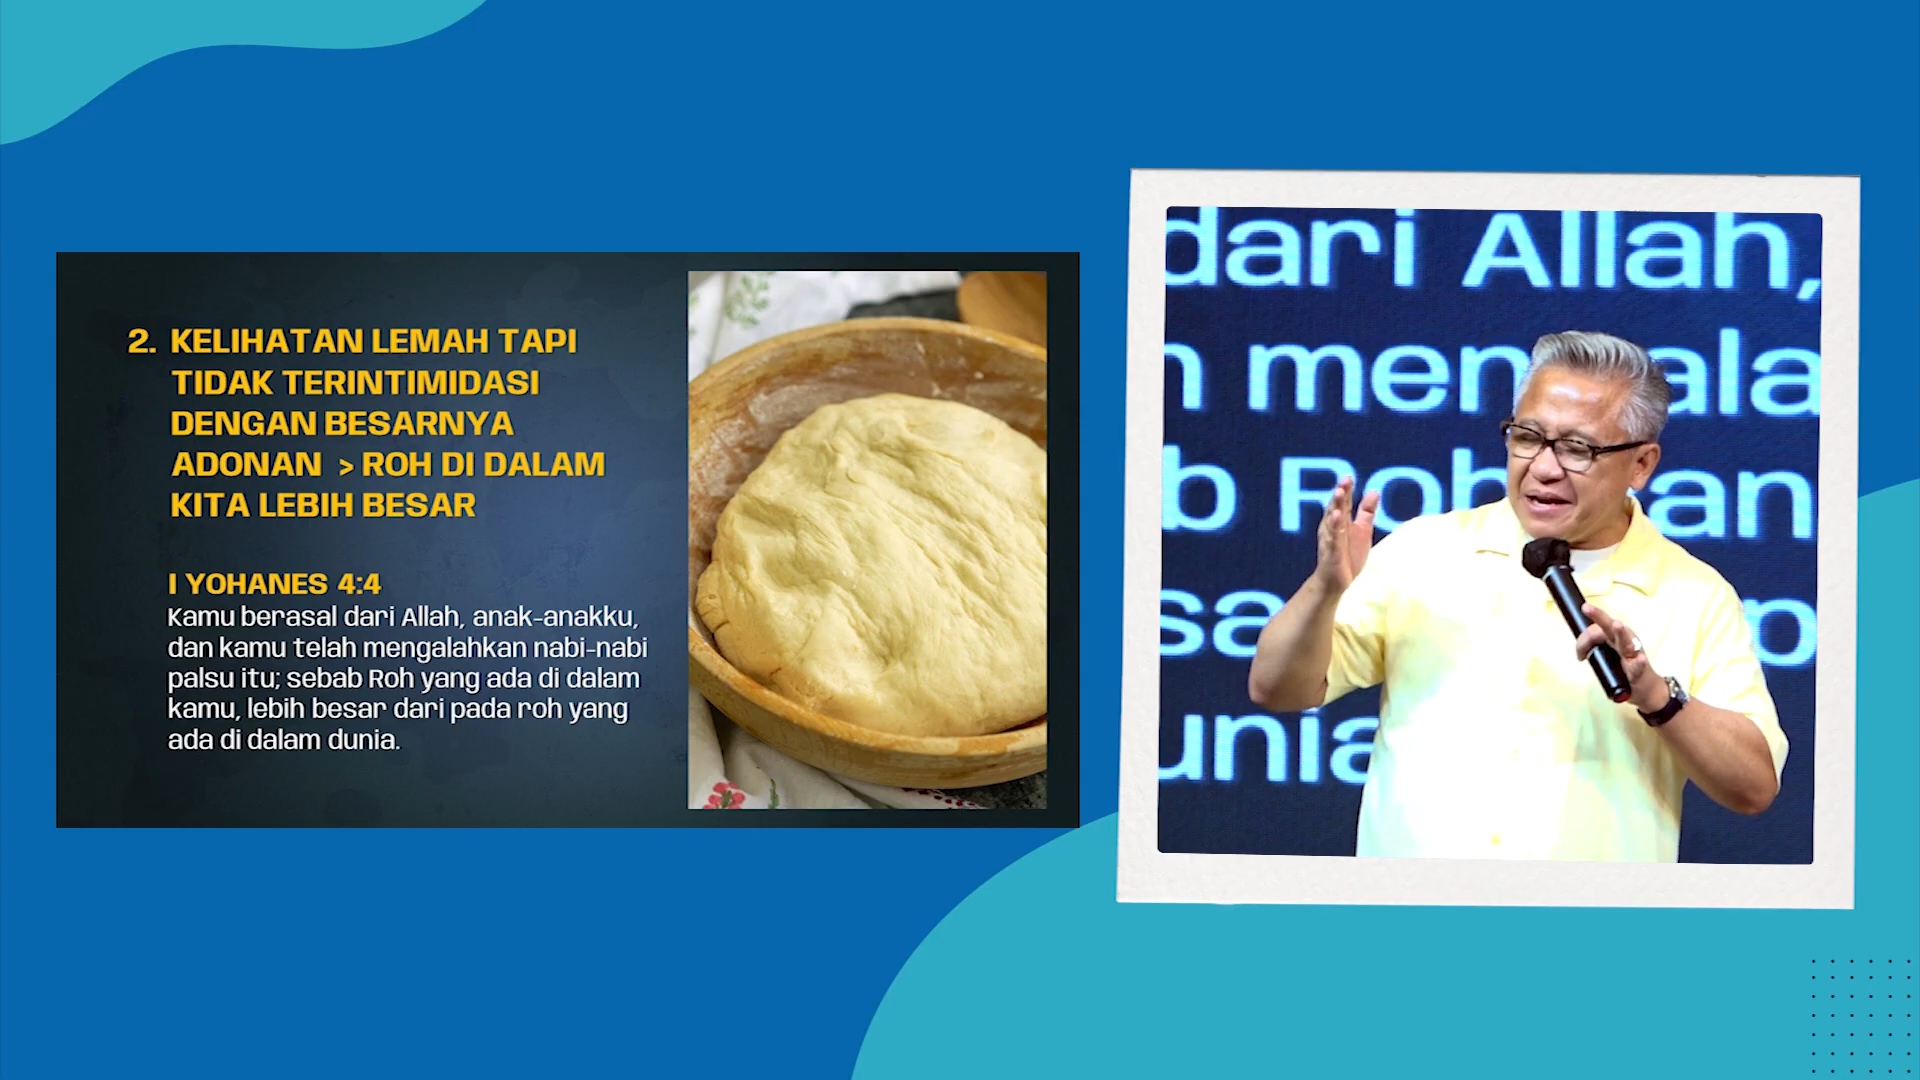 2. KELIHATAN LEMAH TAPI
TIDAK TERINTIMIDASI
DENGAN BESARNYA
ADONAN > ROH DI DALAM
KITA LEBIH BESAR
I YOHANES 4:4
Kamu berasal dari Allah, anak-anakku,
dan kamu telah mengalahkan nabi-nabi
palsu itu; sebab Roh yang ada di dalam
kamu, lebih besar dari pada roh yang
ada di dalam dunia.
dari Allah,